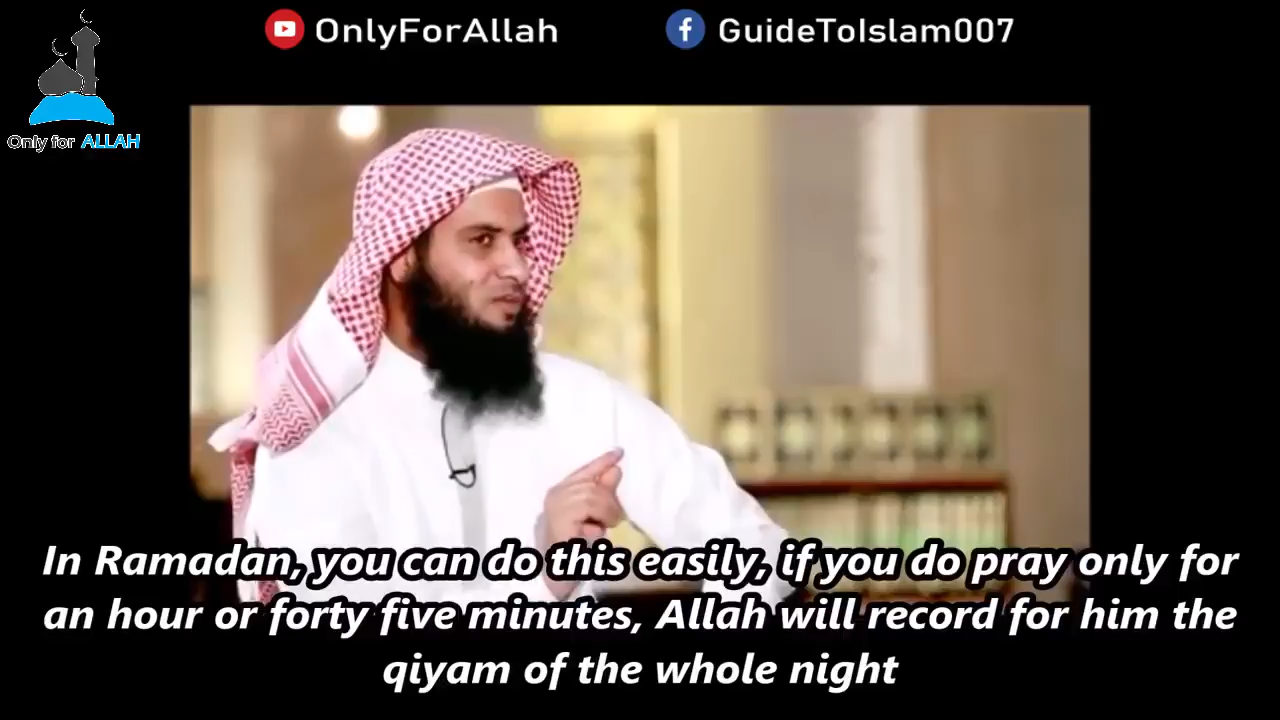 OnlyForAllah GuideToIslam007
Only for ALLAH
In Ramadan, you can do this easily, if you do pray only for
an hour or forty five minutes, Allah will record for him the
qiyam of the whole night